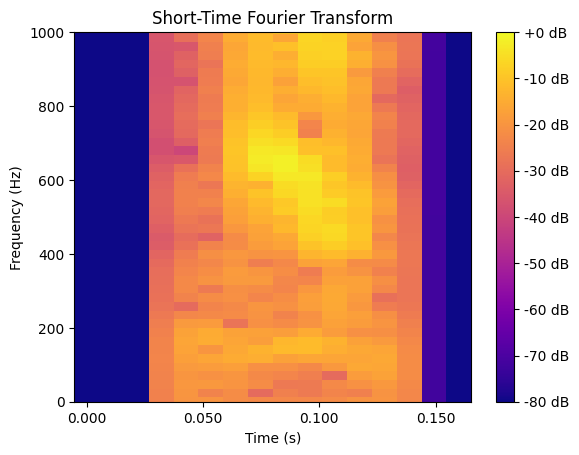 Short-Time Fourier Transform
1000
800
600
400
200
0
Frequency (Hz)
0.000
0.050
0.100
0.150
Time (s)
+0 dB
-10 dB
-20 dB
-30 dB
-40 dB
-50 dB
-60 dB
-70 dB
-80 dB